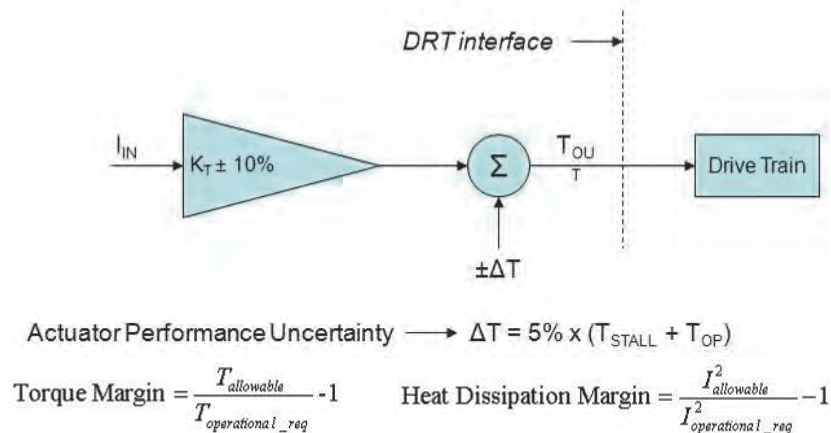 DRT interface
I_IN
K_T ± 10%
Σ
T_OU
T
Drive Train
±ΔT
Actuator Performance Uncertainty → ΔT = 5% x (T_STALL + T_OP)
Torque Margin = T_allowable / T_operational_req - 1
Heat Dissipation Margin = I²_allowable / I²_operational_req − 1